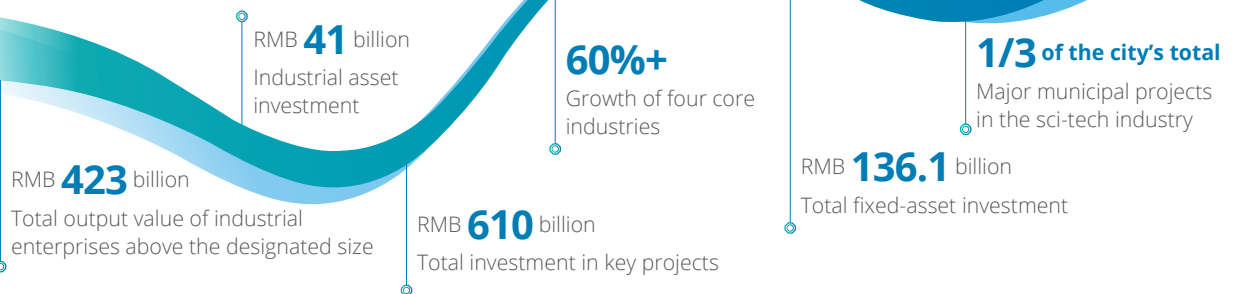 RMB 423 billion
Total output value of industrial
enterprises above the designated size
RMB 41 billion
Industrial asset
investment
RMB 610 billion
Total investment in key projects
60%+
Growth of four core
industries
RMB 136.1 billion
Total fixed-asset investment
1/3 of the city's total
Major municipal projects
in the sci-tech industry